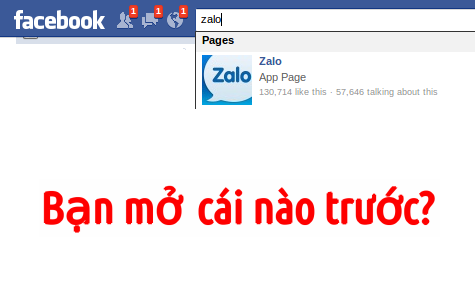 facebook
1
1
1
zalo
Pages
Zalo
Zalo
App Page
130,714 like this · 57,646 talking about this
Bạn mở cái nào trước?